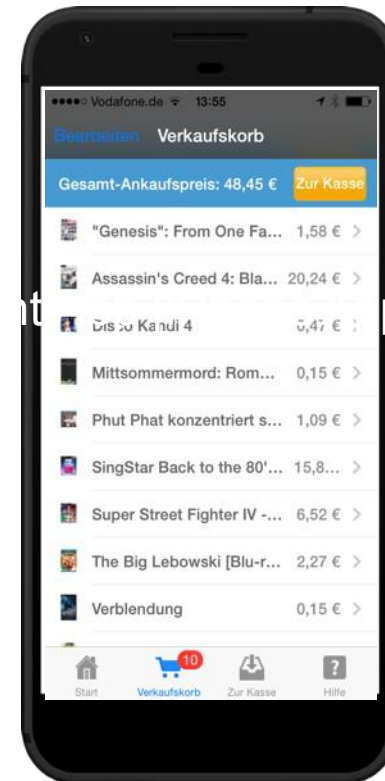 Vodafone.de 13:55
Bearbeiten Verkaufskorb
Gesamt-Ankaufspreis: 48,45 € Zur Kasse
"Genesis": From One Fa... 1,58 €
Assassin's Creed 4: Bla... 20,24 €
Disco Kandi 4 0,47 €
Mittsommermord: Rom... 0,15 €
Phut Phat konzentriert s... 1,09 €
SingStar Back to the 80'... 15,8...
Super Street Fighter IV -... 6,52 €
The Big Lebowski [Blu-r... 2,27 €
Verblendung 0,15 €
10
Start Verkaufskorb Zur Kasse Hilfe